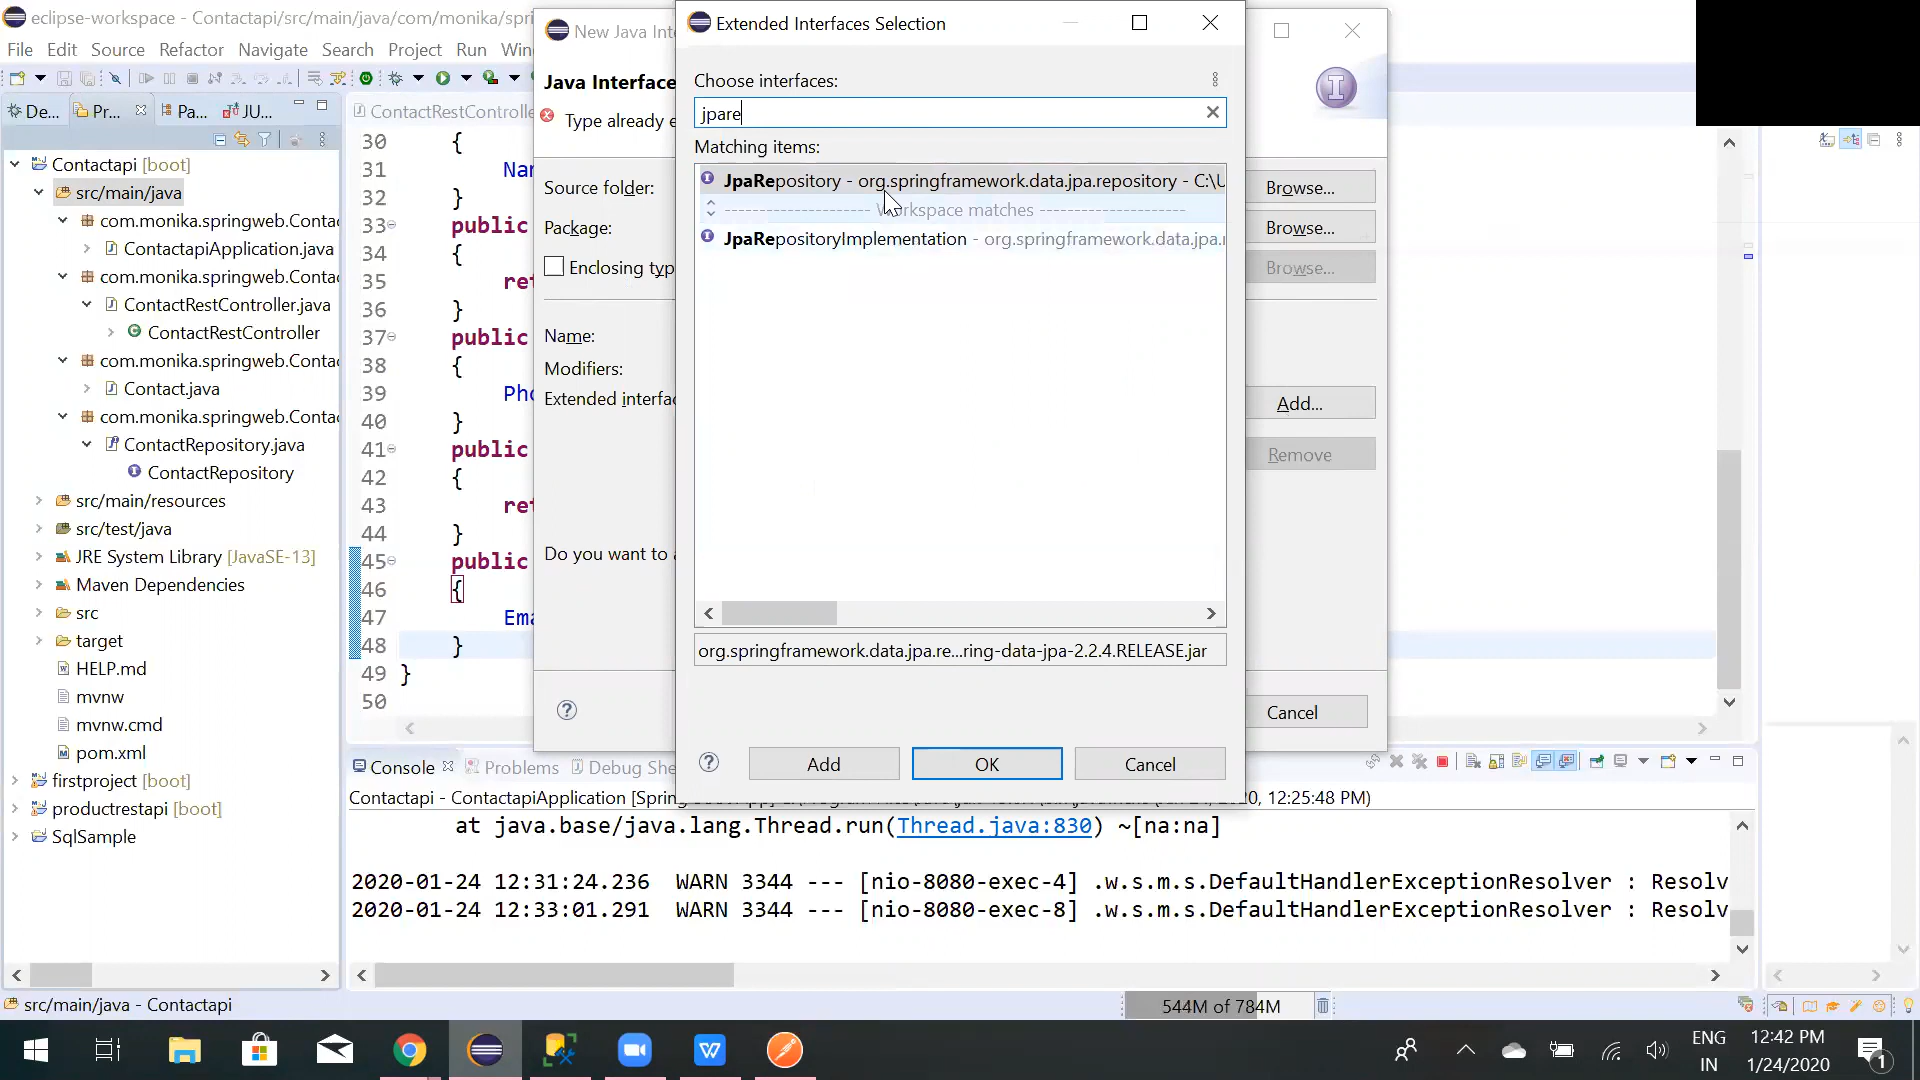 eclipse-workspace - Contactapi/src/main/java/com/monika/spri
File Edit Source Refactor Navigate Search Project Run Win
De...
Pr...
Pa...
JU...
Contactapi [boot]
src/main/java
com.monika.springweb.Conta
ContactapiApplication.java
com.monika.springweb.Conta
ContactRestController.java
ContactRestController
com.monika.springweb.Conta
Contact.java
com.monika.springweb.Conta
ContactRepository.java
ContactRepository
src/main/resources
src/test/java
JRE System Library [JavaSE-13]
Maven Dependencies
src
target
HELP.md
mvnw
mvnw.cmd
pom.xml
firstproject [boot]
productrestapi [boot]
SqlSample
ContactRestControlle
30 {
31 Nan
32 }
33 public
34 {
35 ret
36 }
37 public
38 {
39 Pho
40 }
41 public
42 {
43 ret
44 }
45 public
46 {
47 Ema
48 }
49 }
50
New Java Int
Java Interface
Type already e
Source folder:
Browse...
Package:
Browse...
Enclosing typ
Browse...
Name:
Modifiers:
Extended interfa
Add...
Remove
Do you want to a
Cancel
Extended Interfaces Selection
Choose interfaces:
jpare
Matching items:
JpaRepository - org.springframework.data.jpa.repository - C:\U
-------------------- Workspace matches --------------------
JpaRepositoryImplementation - org.springframework.data.jpa.r
org.springframework.data.jpa.re...ring-data-jpa-2.2.4.RELEASE.jar
Add
OK
Cancel
Console
Problems
Debug She
Contactapi - ContactapiApplication [Spring 20, 12:25:48 PM)
at java.base/java.lang.Thread.run(Thread.java:830) ~[na:na]
2020-01-24 12:31:24.236 WARN 3344 --- [nio-8080-exec-4] .w.s.m.s.DefaultHandlerExceptionResolver : Resolv
2020-01-24 12:33:01.291 WARN 3344 --- [nio-8080-exec-8] .w.s.m.s.DefaultHandlerExceptionResolver : Resolv
src/main/java - Contactapi
544M of 784M
ENG
IN
12:42 PM
1/24/2020
1